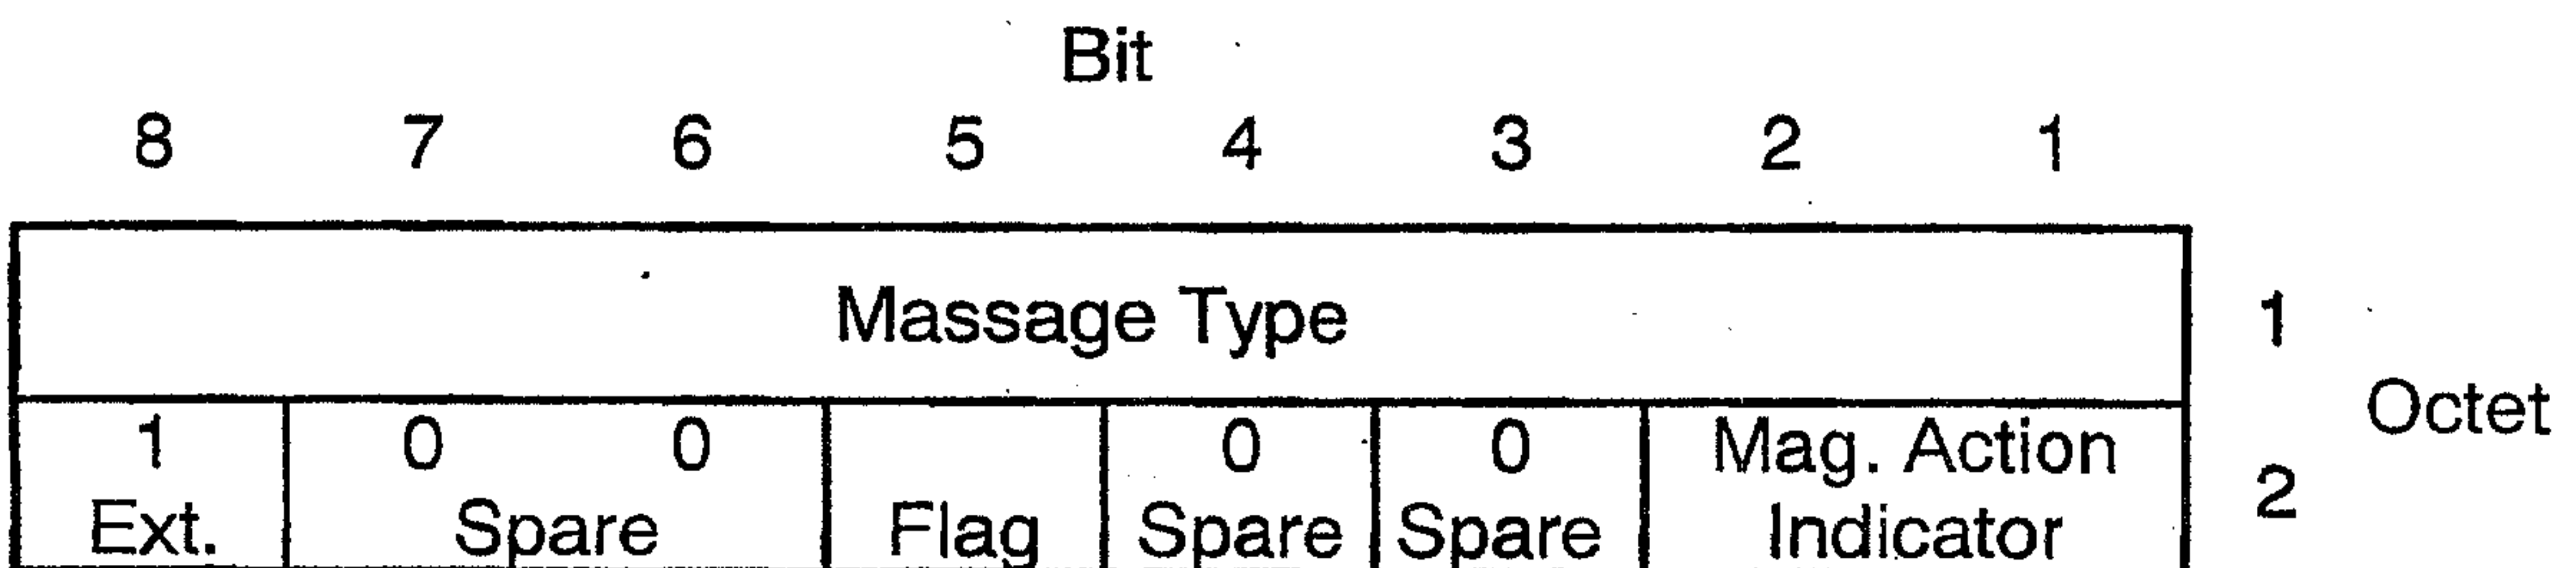 Bit
8 7 6 5 4 3 2 1
Massage Type 1
Octet
1 0 0 0 0 Mag. Action
2
Ext. Spare Flag Spare Spare Indicator